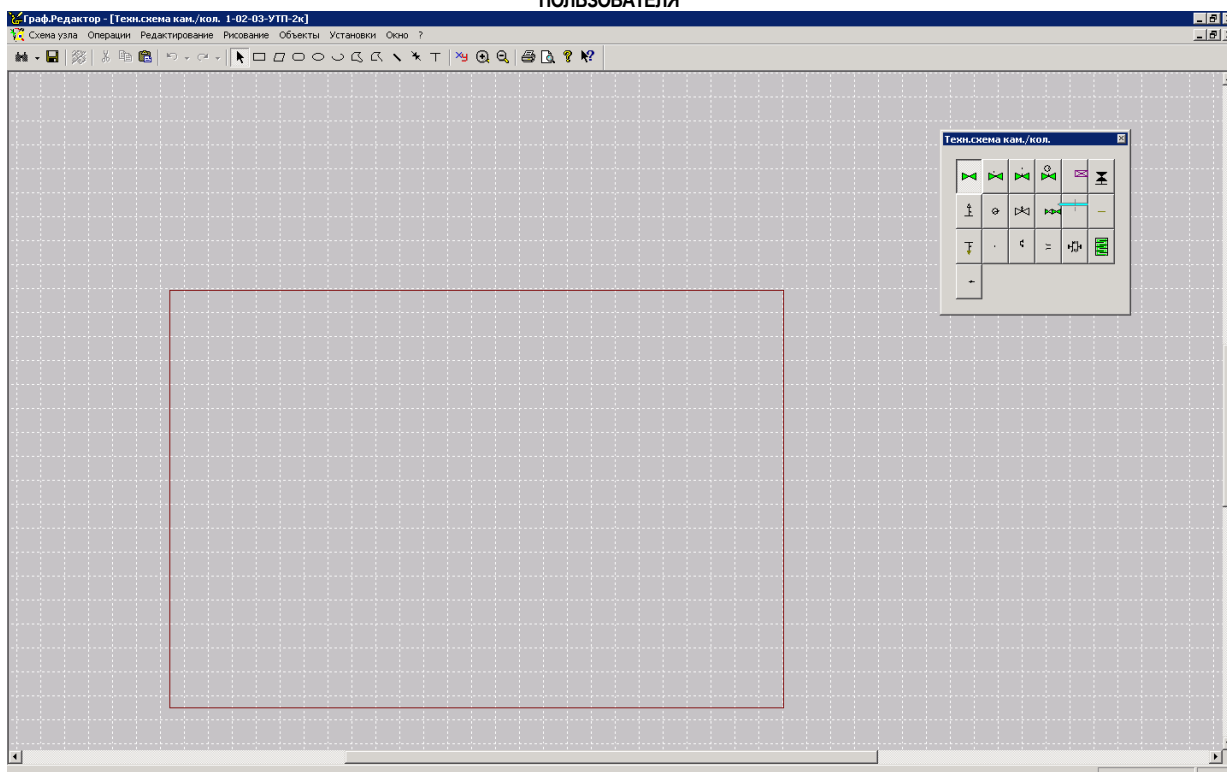 ПОЛЬЗОВАТЕЛЯ
Граф.Редактор - [Техн.схема кам./кол. 1-02-03-УТП-2к]
Схема узла Операции Редактирование Рисование Объекты Установки Окно ?
Техн.схема кам./кол.